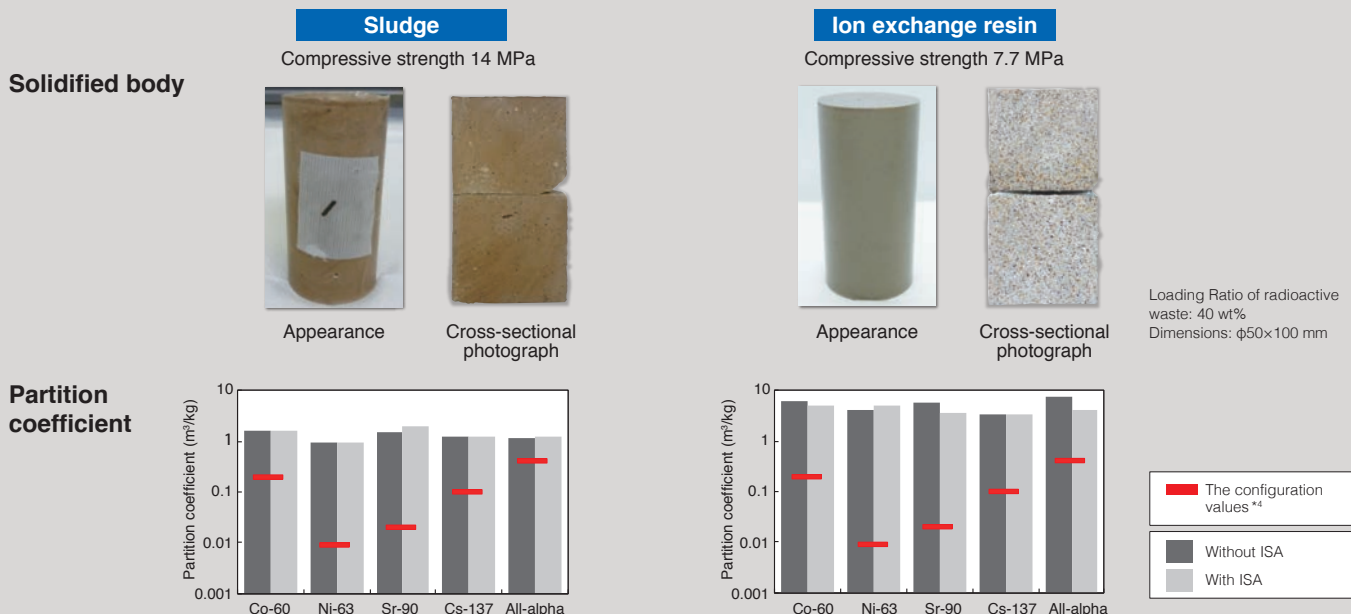 Sludge
Compressive strength 14 MPa
Ion exchange resin
Compressive strength 7.7 MPa
Solidified body
Appearance
Cross-sectional
photograph
Appearance
Cross-sectional
photograph
Loading Ratio of radioactive
waste: 40 wt%
Dimensions: φ50×100 mm
Partition
coefficient
Partition coefficient (m³/kg)
10
1
0.1
0.01
0.001
Co-60 Ni-63 Sr-90 Cs-137 All-alpha
Partition coefficient (m³/kg)
10
1
0.1
0.01
0.001
Co-60 Ni-63 Sr-90 Cs-137 All-alpha
The configuration
values *4
Without ISA
With ISA